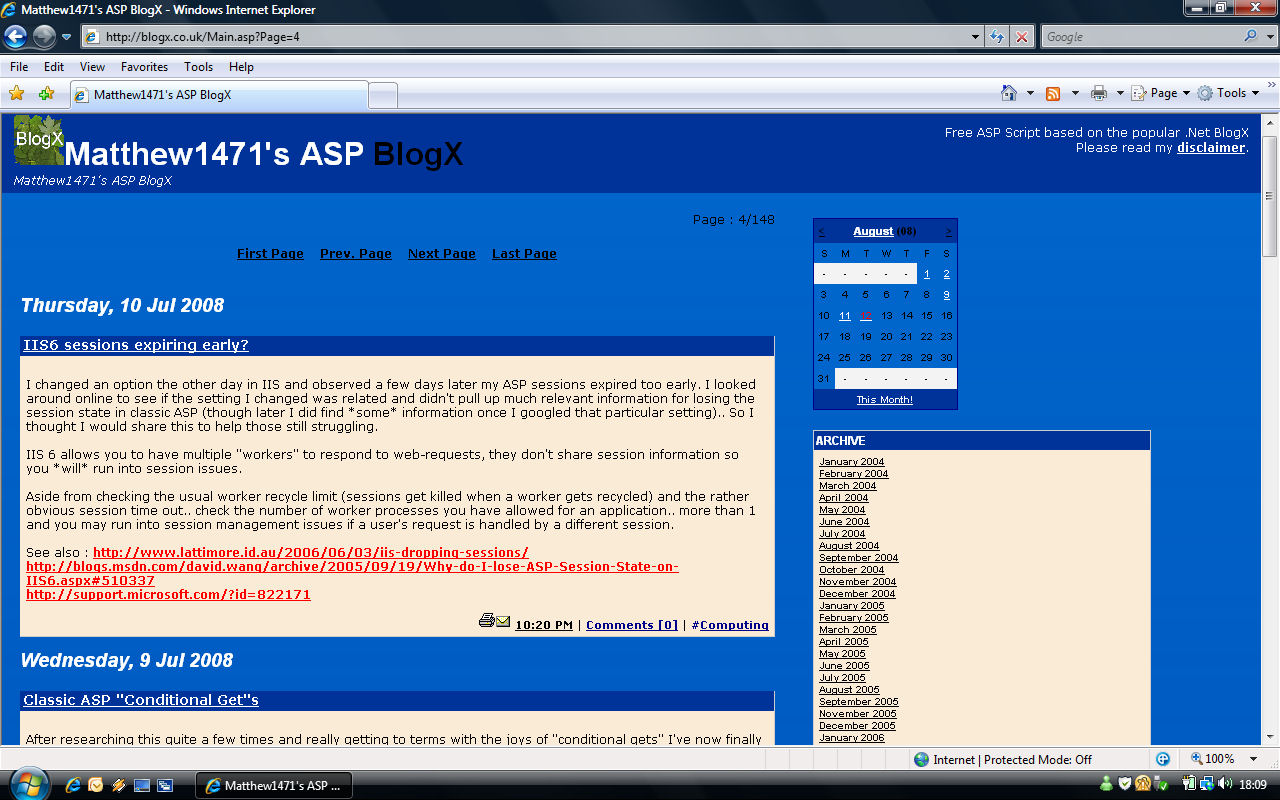 Matthew1471's ASP BlogX - Windows Internet Explorer
http://blogx.co.uk/Main.asp?Page=4
Google
File Edit View Favorites Tools Help
Matthew1471's ASP BlogX
Page Tools
BlogX
Matthew1471's ASP BlogX
Matthew1471's ASP BlogX
Free ASP Script based on the popular .Net BlogX
Please read my disclaimer.
Page : 4/148
First Page Prev. Page Next Page Last Page
Thursday, 10 Jul 2008
IIS6 sessions expiring early?
I changed an option the other day in IIS and observed a few days later my ASP sessions expired too early. I looked
around online to see if the setting I changed was related and didn't pull up much relevant information for losing the
session state in classic ASP (though later I did find *some* information once I googled that particular setting).. So I
thought I would share this to help those still struggling.
IIS 6 allows you to have multiple "workers" to respond to web-requests, they don't share session information so
you *will* run into session issues.
Aside from checking the usual worker recycle limit (sessions get killed when a worker gets recycled) and the rather
obvious session time out.. check the number of worker processes you have allowed for an application.. more than 1
and you may run into session management issues if a user's request is handled by a different session.
See also : http://www.lattimore.id.au/2006/06/03/iis-dropping-sessions/
http://blogs.msdn.com/david.wang/archive/2005/09/19/Why-do-I-lose-ASP-Session-State-on-
IIS6.aspx#510337
http://support.microsoft.com/?id=822171
10:20 PM | Comments [0] | #Computing
Wednesday, 9 Jul 2008
Classic ASP "Conditional Get"s
After researching this quite a few times and really getting to terms with the joys of "conditional gets" I've now finally
< August (08) >
S M T W T F S
- - - - - 1 2
3 4 5 6 7 8 9
10 11 13 14 15 16
17 18 19 20 21 22 23
24 25 26 27 28 29 30
31 - - - - - -
This Month!
ARCHIVE
January 2004
February 2004
March 2004
April 2004
May 2004
June 2004
July 2004
August 2004
September 2004
October 2004
November 2004
December 2004
January 2005
February 2005
March 2005
April 2005
May 2005
June 2005
July 2005
August 2005
September 2005
November 2005
December 2005
January 2006
Internet | Protected Mode: Off
100%
Matthew1471's ASP ...
18:09